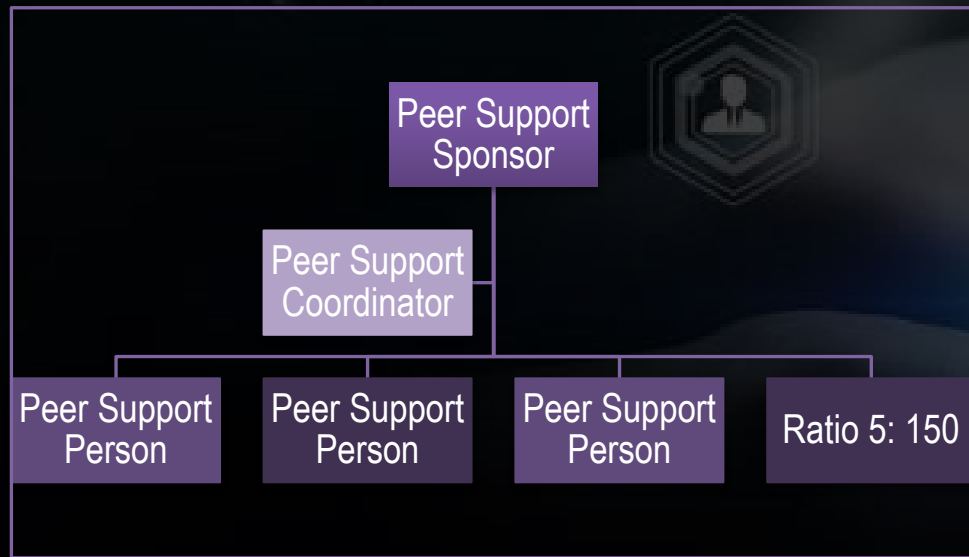 Peer Support
Sponsor
Peer Support
Coordinator
Peer Support
Person
Peer Support
Person
Peer Support
Person
Ratio 5: 150